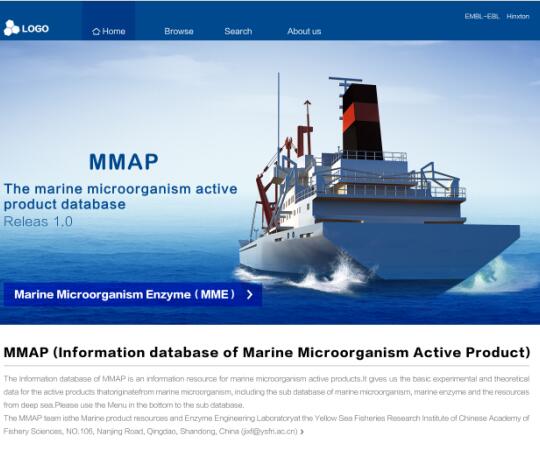 EMBL-EBL Hinxton
LOGO Home Browse Search About us
MMAP
The marine microorganism active
product database
Releas 1.0
Marine Microorganism Enzyme ( MME )
MMAP (Information database of Marine Microorganism Active Product)
The Information database of MMAP is an information resource for marine microorganism active products.It gves us the basic experimental and theoretical
data for the active products thatoriginatefrom marine microorganism, including the sub database of marine microorganism, marine enzyme and the resources
from deep sea.Please use the Menu in the bottom to the sub database.
The MMAP team isthe Marine product resources and Enzyme Engineering Laboratoryat the Yellow Sea Fisheries Research Institute of Chinese Academy of
Fishery Sciences, NO.106, Nanjing Road, Qingdao, Shandong, China